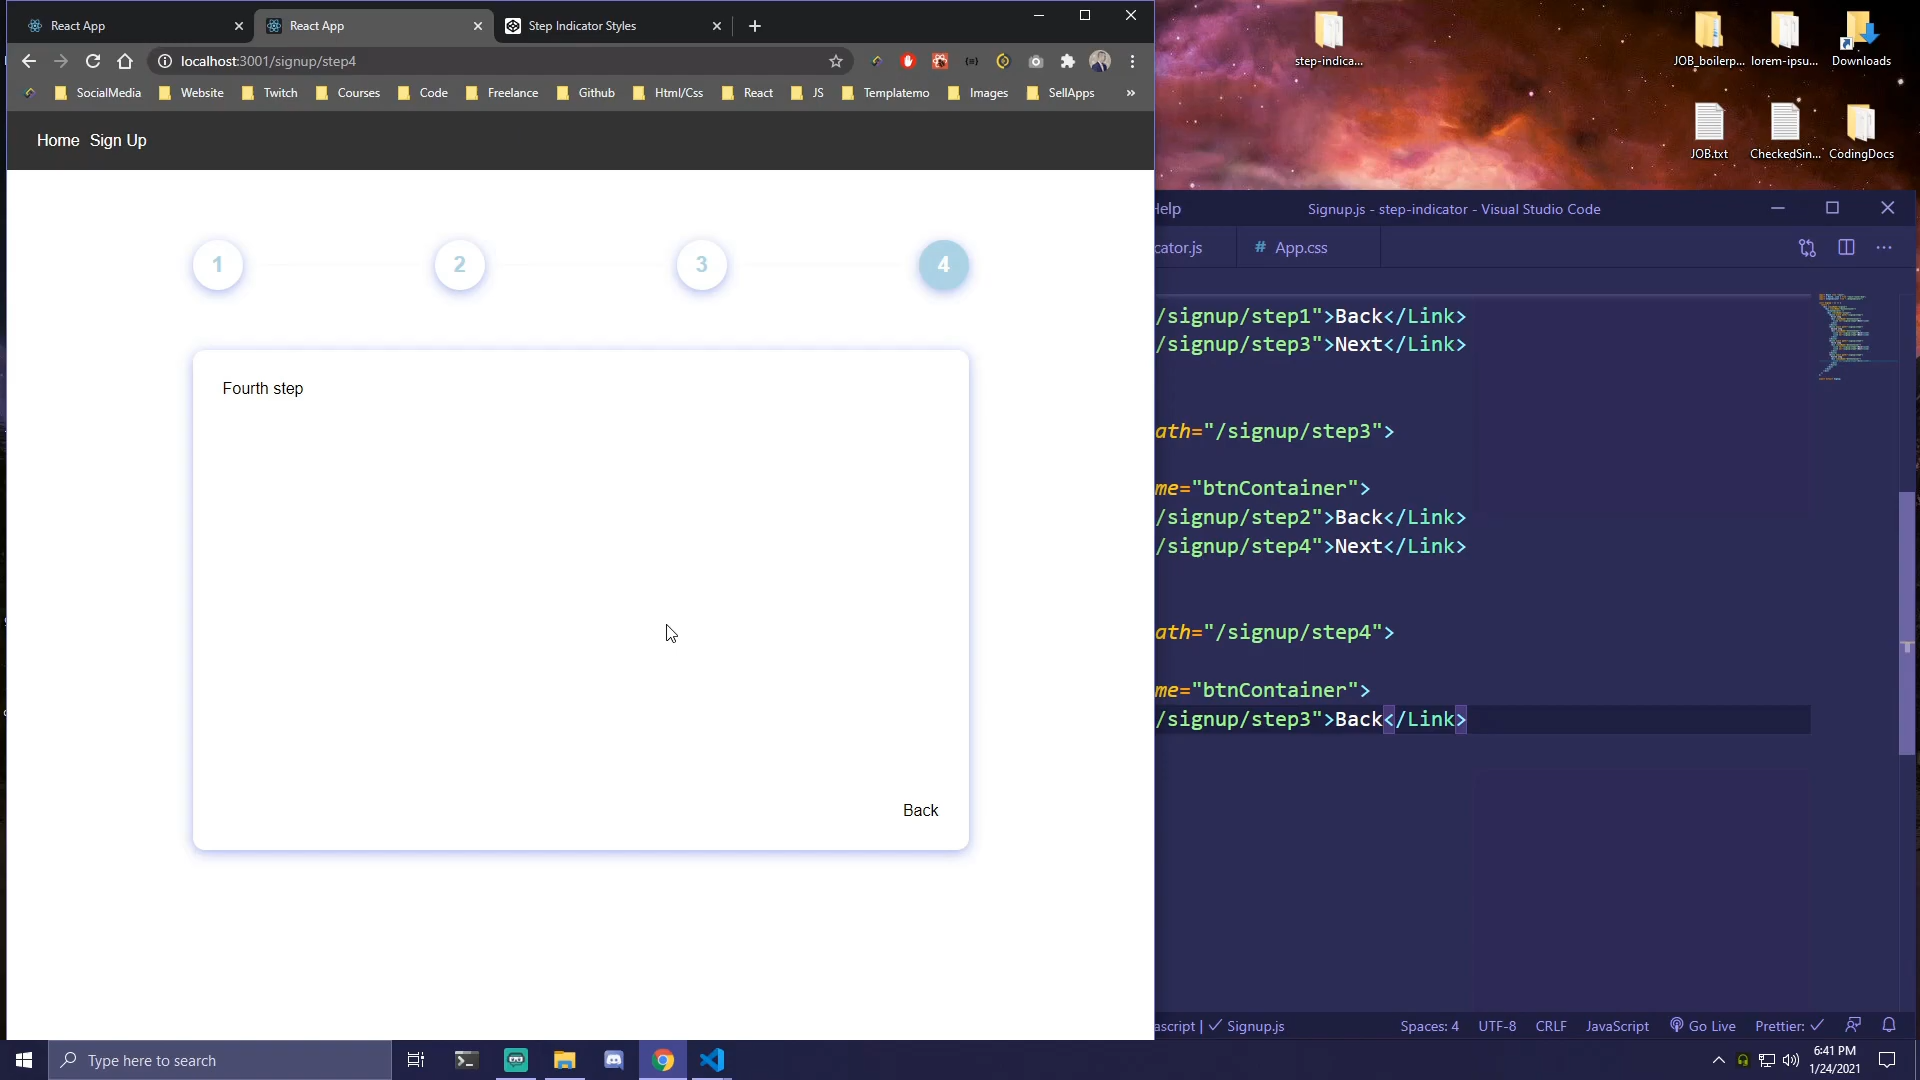 React App
React App
Step Indicator Styles
localhost:3001/signup/step4
SocialMedia
Website
Twitch
Courses
Code
Freelance
Github
Html/Css
React
JS
Templatemo
Images
SellApps
»
Home Sign Up
1
2
3
4
Fourth step
Back
step-indica...
JOB_boilerp...
lorem-ipsu...
Downloads
JOB.txt
CheckedSin...
CodingDocs
Help
Signup.js - step-indicator - Visual Studio Code
cator.js
# App.css
/signup/step1">Back</Link>
/signup/step3">Next</Link>
ath="/signup/step3">
me="btnContainer">
/signup/step2">Back</Link>
/signup/step4">Next</Link>
ath="/signup/step4">
me="btnContainer">
/signup/step3">Back</Link>
ascript | ✓ Signup.js
Spaces: 4
UTF-8
CRLF
JavaScript
Go Live
Prettier: ✓
Type here to search
6:41 PM
1/24/2021